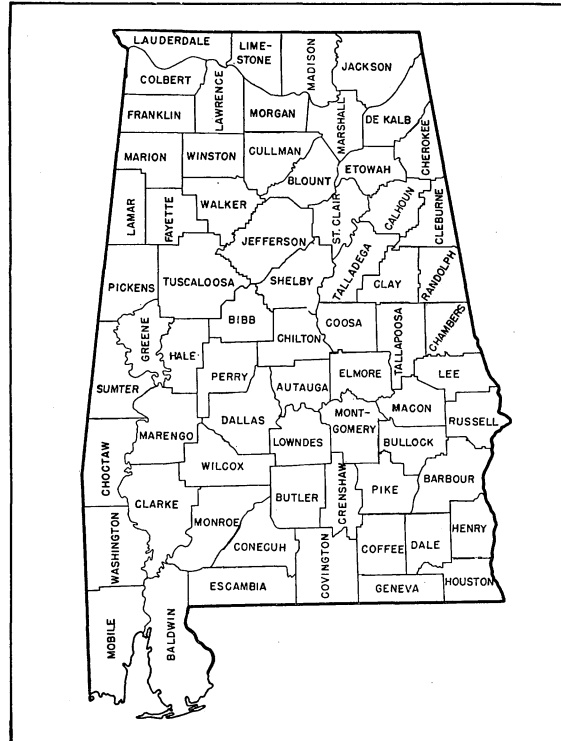 LAUDERDALE
LIME-
STONE
MADISON
JACKSON
COLBERT
LAWRENCE
FRANKLIN
MORGAN
MARSHALL
DE KALB
CHEROKEE
MARION
WINSTON
CULLMAN
BLOUNT
ETOWAH
LAMAR
FAYETTE
WALKER
JEFFERSON
ST. CLAIR
CALHOUN
CLEBURNE
PICKENS
TUSCALOOSA
SHELBY
TALLADEGA
CLAY
RANDOLPH
GREENE
HALE
BIBB
CHILTON
COOSA
TALLAPOOSA
CHAMBERS
SUMTER
PERRY
AUTAUGA
ELMORE
LEE
MARENGO
DALLAS
LOWNDES
MONT-
GOMERY
MACON
RUSSELL
BULLOCK
CHOCTAW
WILCOX
BUTLER
CRENSHAW
PIKE
BARBOUR
CLARKE
MONROE
WASHINGTON
CONECUH
COVINGTON
COFFEE
DALE
HENRY
ESCAMBIA
GENEVA
HOUSTON
MOBILE
BALDWIN